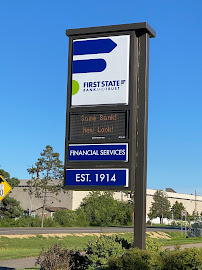 FIRST STATE
BANK AND TRUST
Same Bank!
New Look!
FINANCIAL SERVICES
EST. 1914